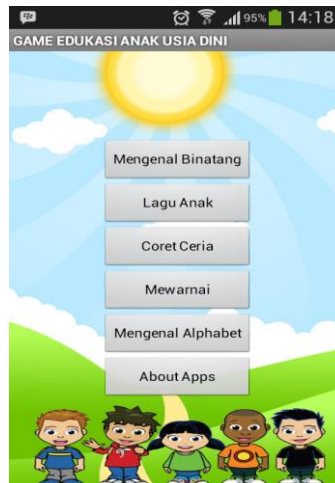 95% 14:18
GAME EDUKASI ANAK USIA DINI
Mengenal Binatang
Lagu Anak
Coret Ceria
Mewarnai
Mengenal Alphabet
About Apps